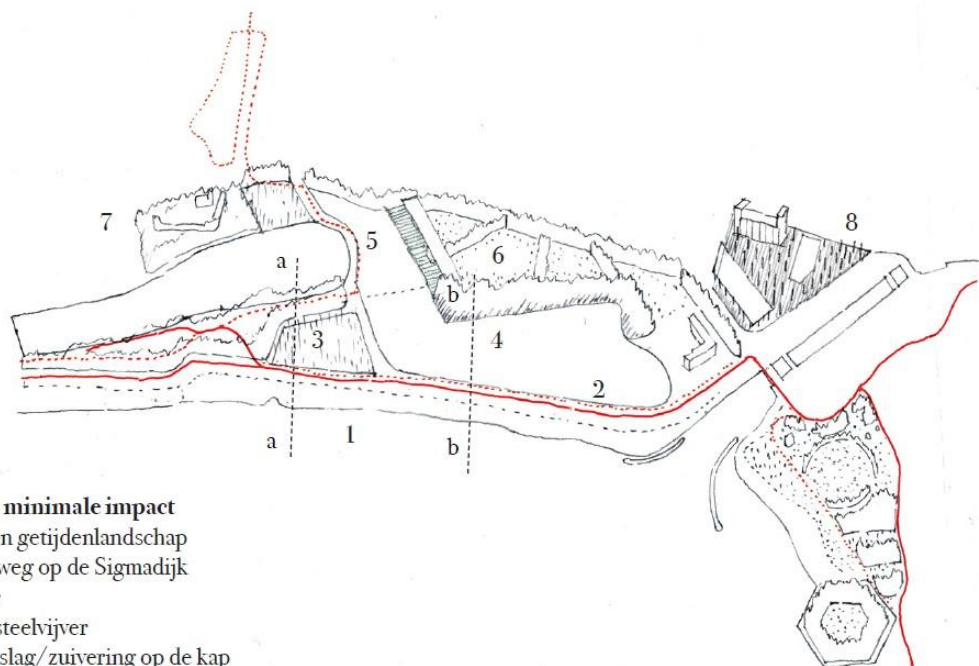 7
5
6
8
a
b
3
4
2
a
1
b
minimale impact
n getijdenlandschap
weg op de Sigmadijk
steelvijver
slag/zuivering op de kap